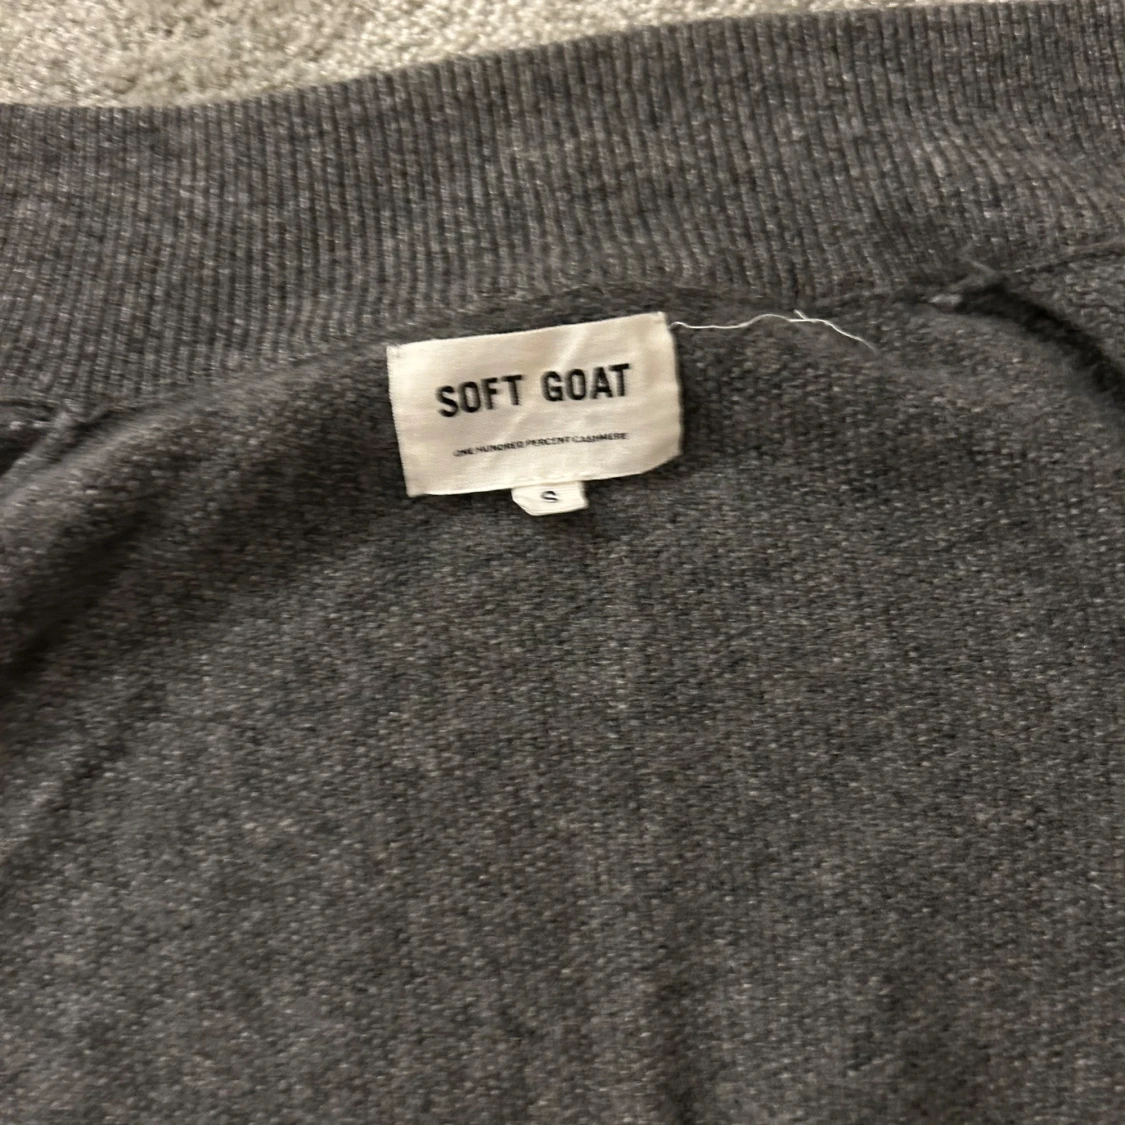 SOFT GOAT
ONE HUNDRED PERCENT CASHMERE
S